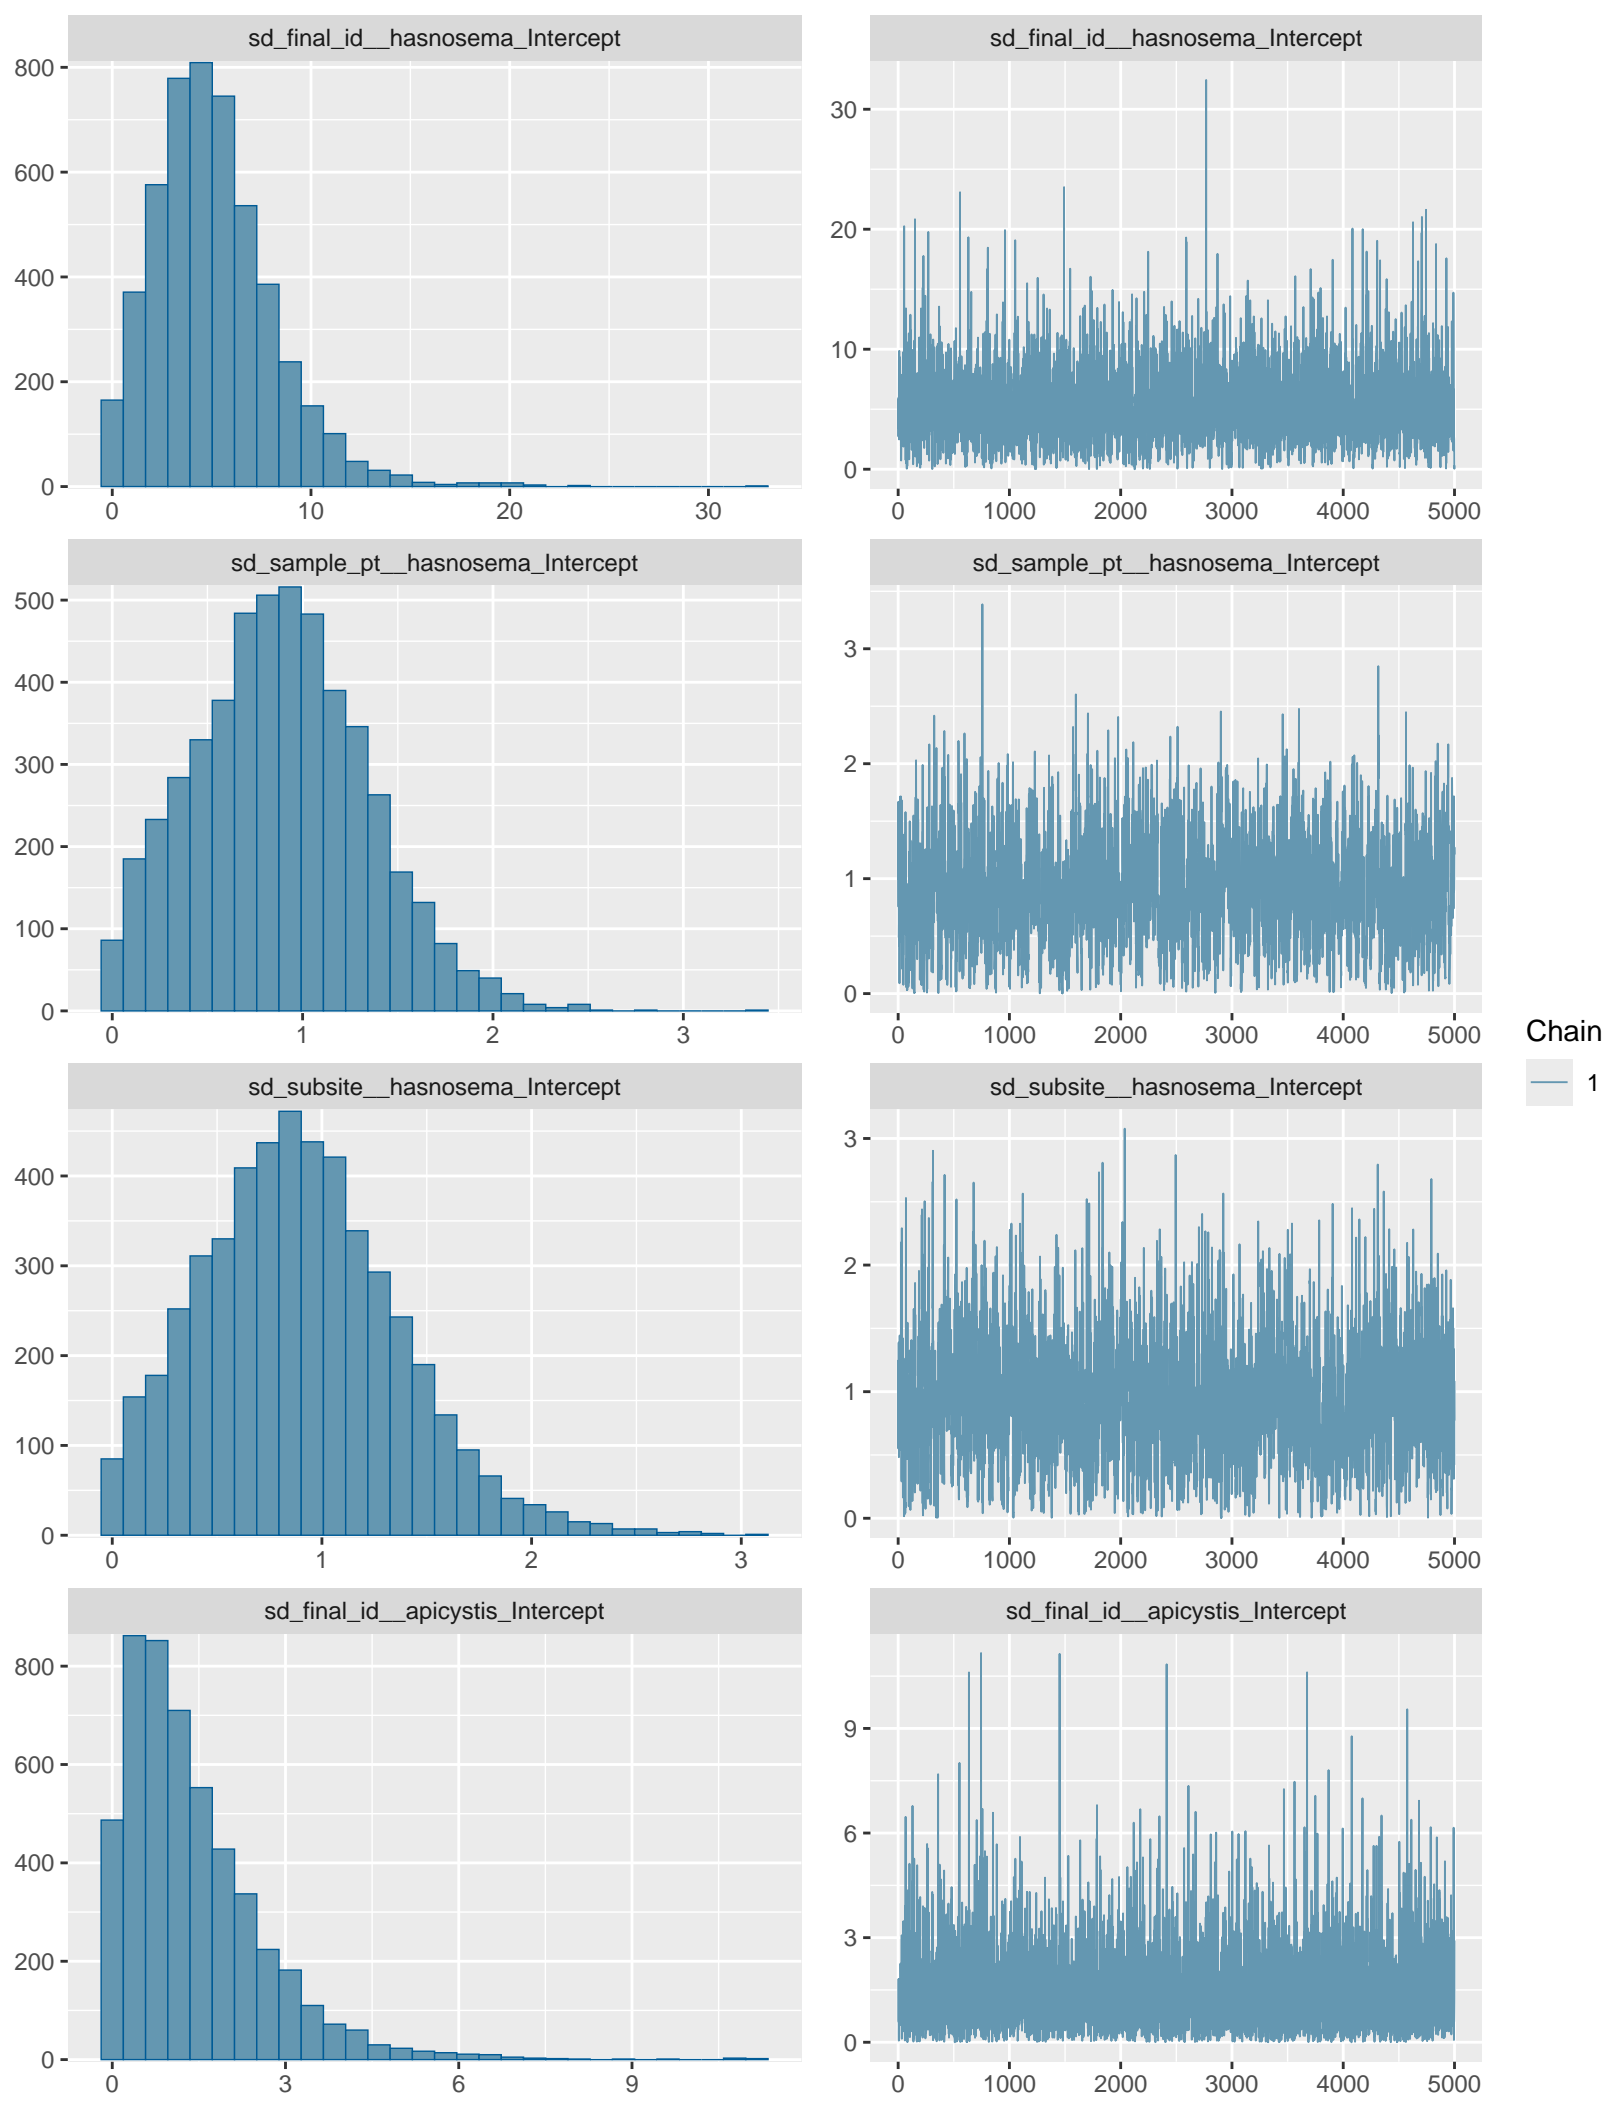 sd_final_id__hasnosema_Intercept
800
600
400
200
0
0 10 20 30
sd_final_id__hasnosema_Intercept
30
20
10
0
0 1000 2000 3000 4000 5000
sd_sample_pt__hasnosema_Intercept
500
400
300
200
100
0
0 1 2 3
sd_sample_pt__hasnosema_Intercept
3
2
1
0
0 1000 2000 3000 4000 5000
sd_subsite__hasnosema_Intercept
400
300
200
100
0
0 1 2 3
sd_subsite__hasnosema_Intercept
3
2
1
0
0 1000 2000 3000 4000 5000
sd_final_id__apicystis_Intercept
800
600
400
200
0
0 3 6 9
sd_final_id__apicystis_Intercept
9
6
3
0
0 1000 2000 3000 4000 5000
Chain
1